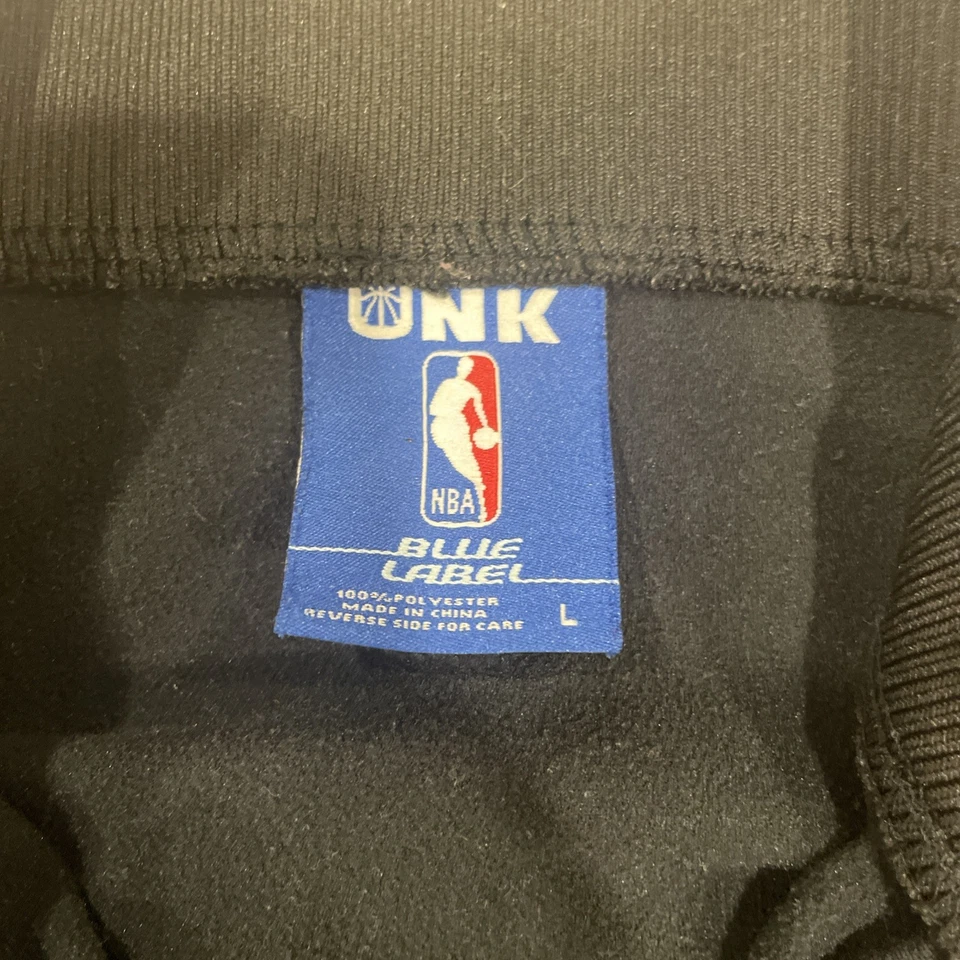 UNK
NBA
BLUE
LABEL
100% POLYESTER
MADE IN CHINA
REVERSE SIDE FOR CARE
L